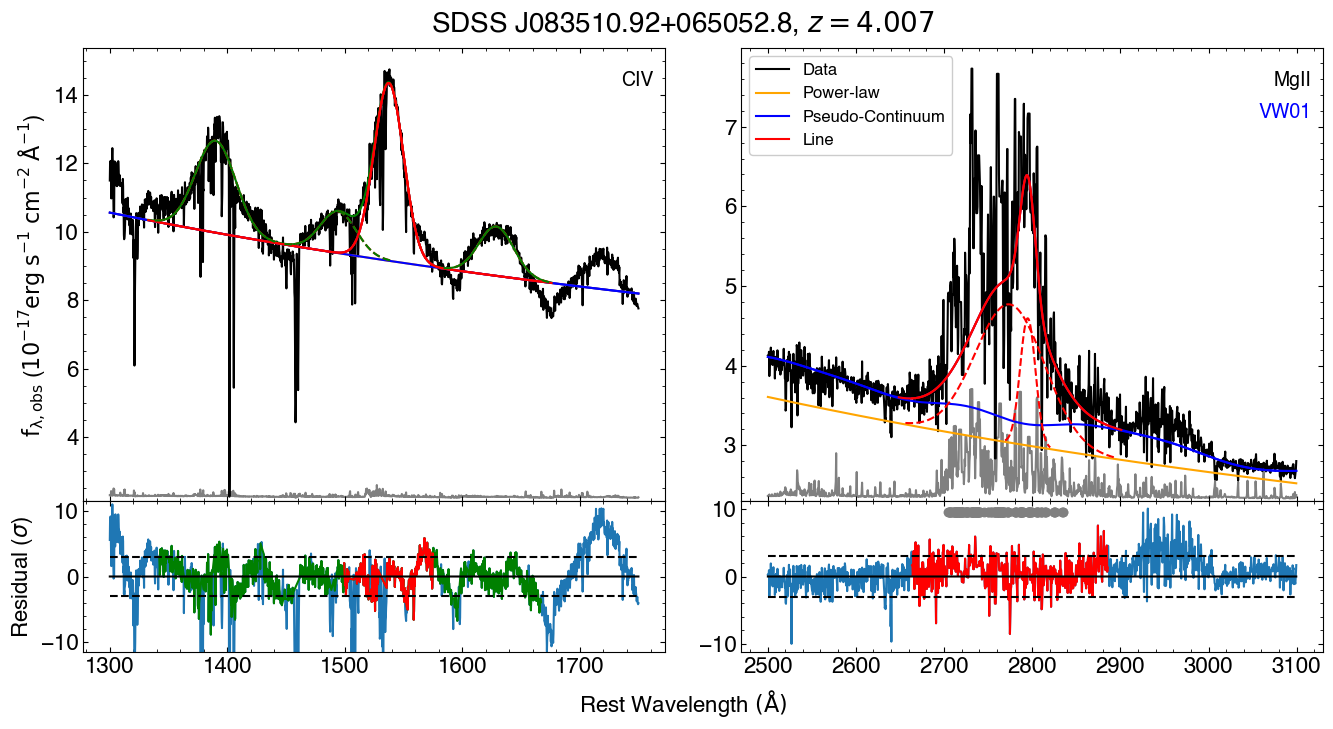 SDSS J083510.92+065052.8, z = 4.007
CIV
14
12
10
8
6
4
f_λ,obs (10⁻¹⁷erg s⁻¹ cm⁻² Å⁻¹)
10
0
−10
Residual (σ)
1300 1400 1500 1600 1700
Data
Power-law
Pseudo-Continuum
Line
MgII
VW01
7
6
5
4
3
10
0
−10
2500 2600 2700 2800 2900 3000 3100
Rest Wavelength (Å)